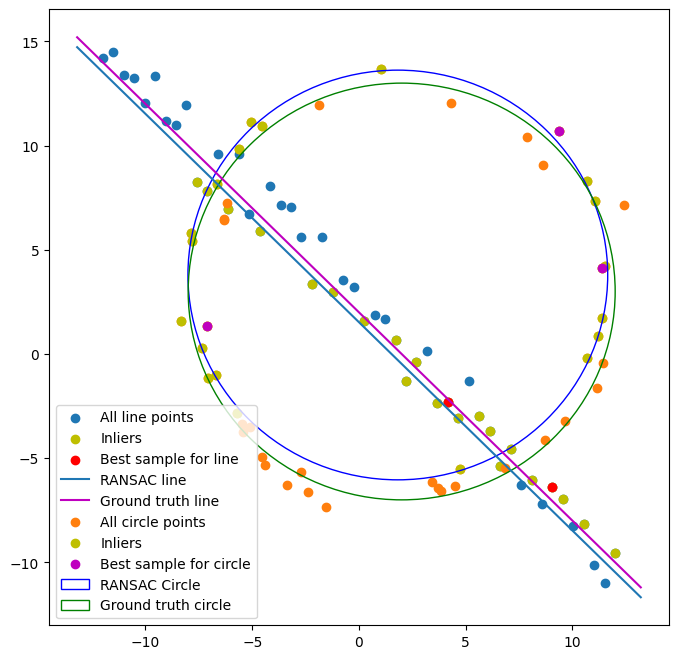 15
10
5
0
−5
−10
All line points
Inliers
Best sample for line
RANSAC line
Ground truth line
All circle points
Inliers
Best sample for circle
RANSAC Circle
Ground truth circle
−10 −5 0 5 10